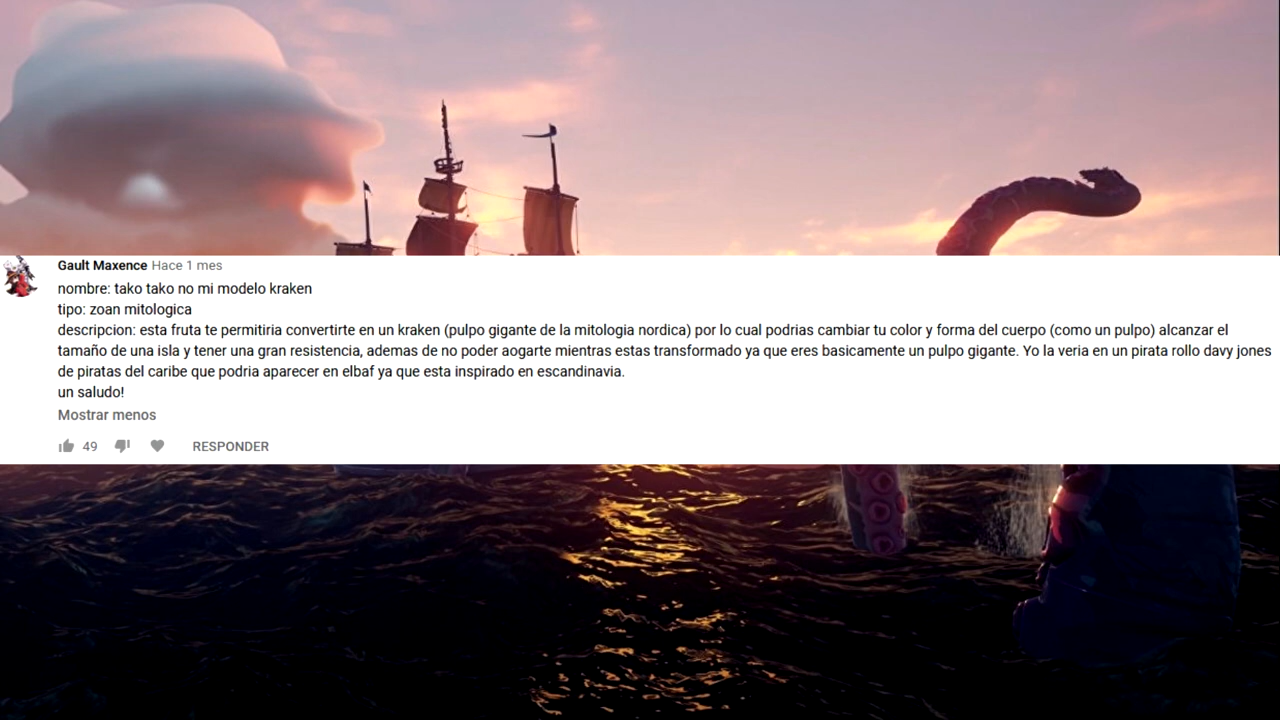 Gault Maxence Hace 1 mes
nombre: tako tako no mi modelo kraken
tipo: zoan mitologica
descripcion: esta fruta te permitiria convertirte en un kraken (pulpo gigante de la mitologia nordica) por lo cual podrias cambiar tu color y forma del cuerpo (como un pulpo) alcanzar el
tamaño de una isla y tener una gran resistencia, ademas de no poder aogarte mientras estas transformado ya que eres basicamente un pulpo gigante. Yo la veria en un pirata rollo davy jones
de piratas del caribe que podria aparecer en elbaf ya que esta inspirado en escandinavia.
un saludo!
Mostrar menos
49 RESPONDER